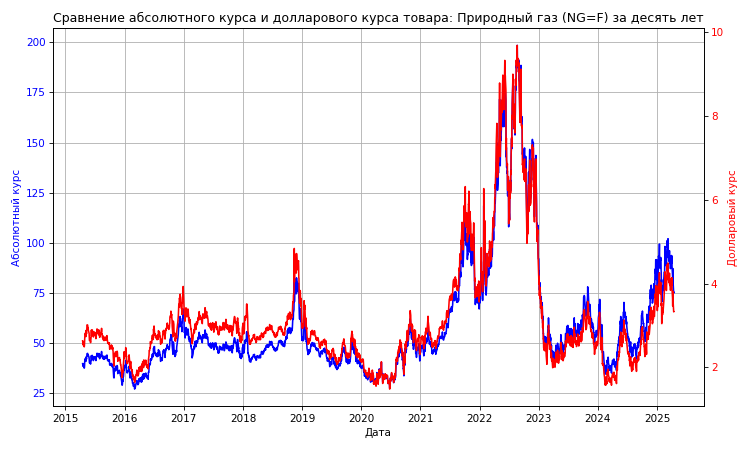 Сравнение абсолютного курса и долларового курса товара: Природный газ (NG=F) за десять лет
Абсолютный курс
200
175
150
125
100
75
50
25
10
8
6
4
2
Долларовый курс
2015 2016 2017 2018 2019 2020 2021 2022 2023 2024 2025
Дата